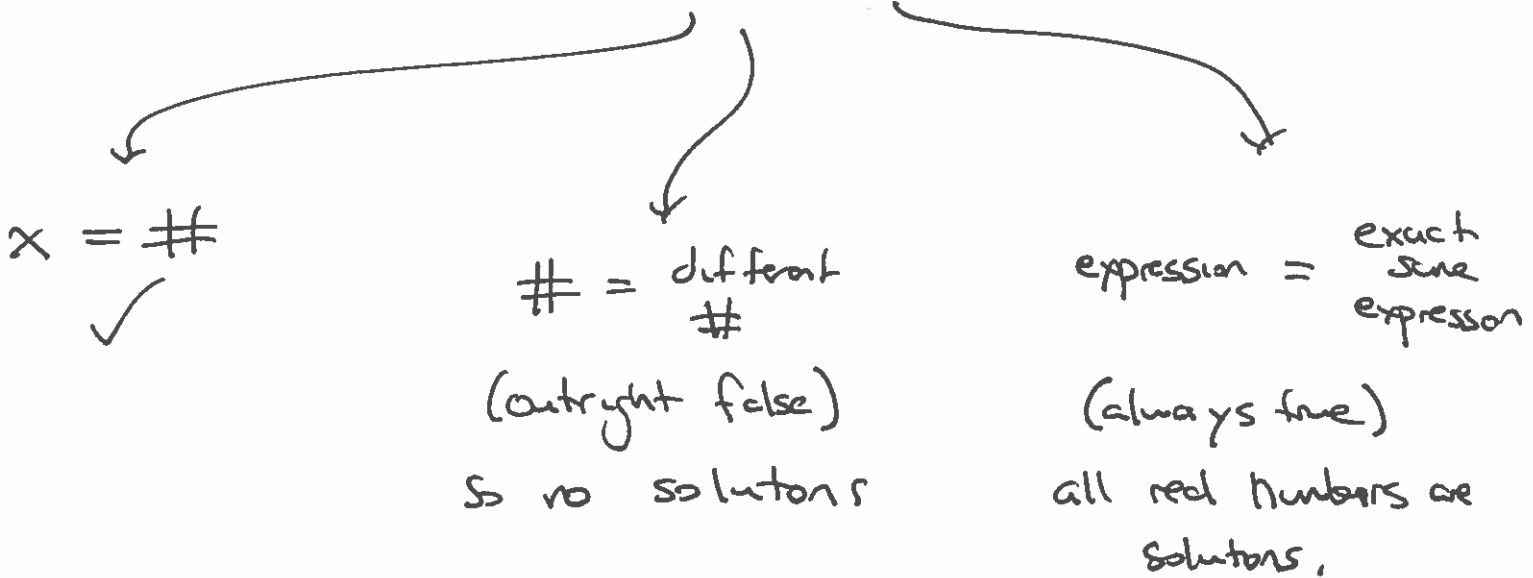 x = #
# = different
#
(outright false)
so no solutions
expression = exact
same
expression
(always true)
all real numbers are
solutions.